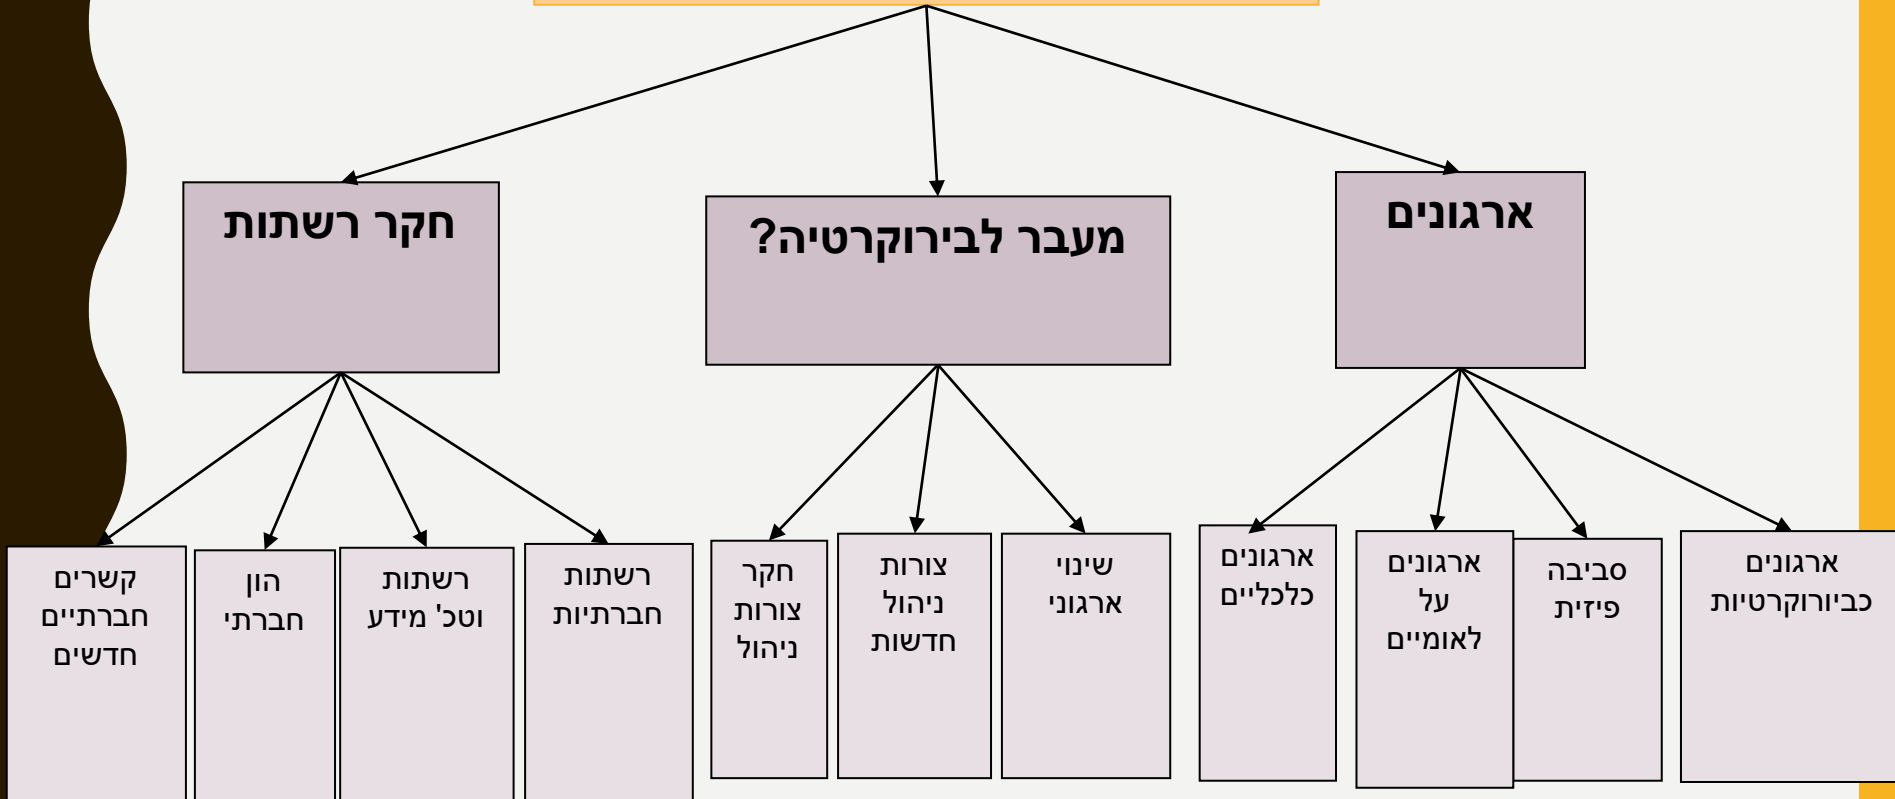 ארגונים
מעבר לבירוקרטיה?
חקר רשתות
ארגונים
כביורוקרטיות
סביבה
פיזית
ארגונים
על
לאומיים
ארגונים
כלכליים
שינוי
ארגוני
צורות
ניהול
חדשות
חקר
צורות
ניהול
רשתות
חברתיות
רשתות
וטכ' מידע
הון
חברתי
קשרים
חברתיים
חדשים